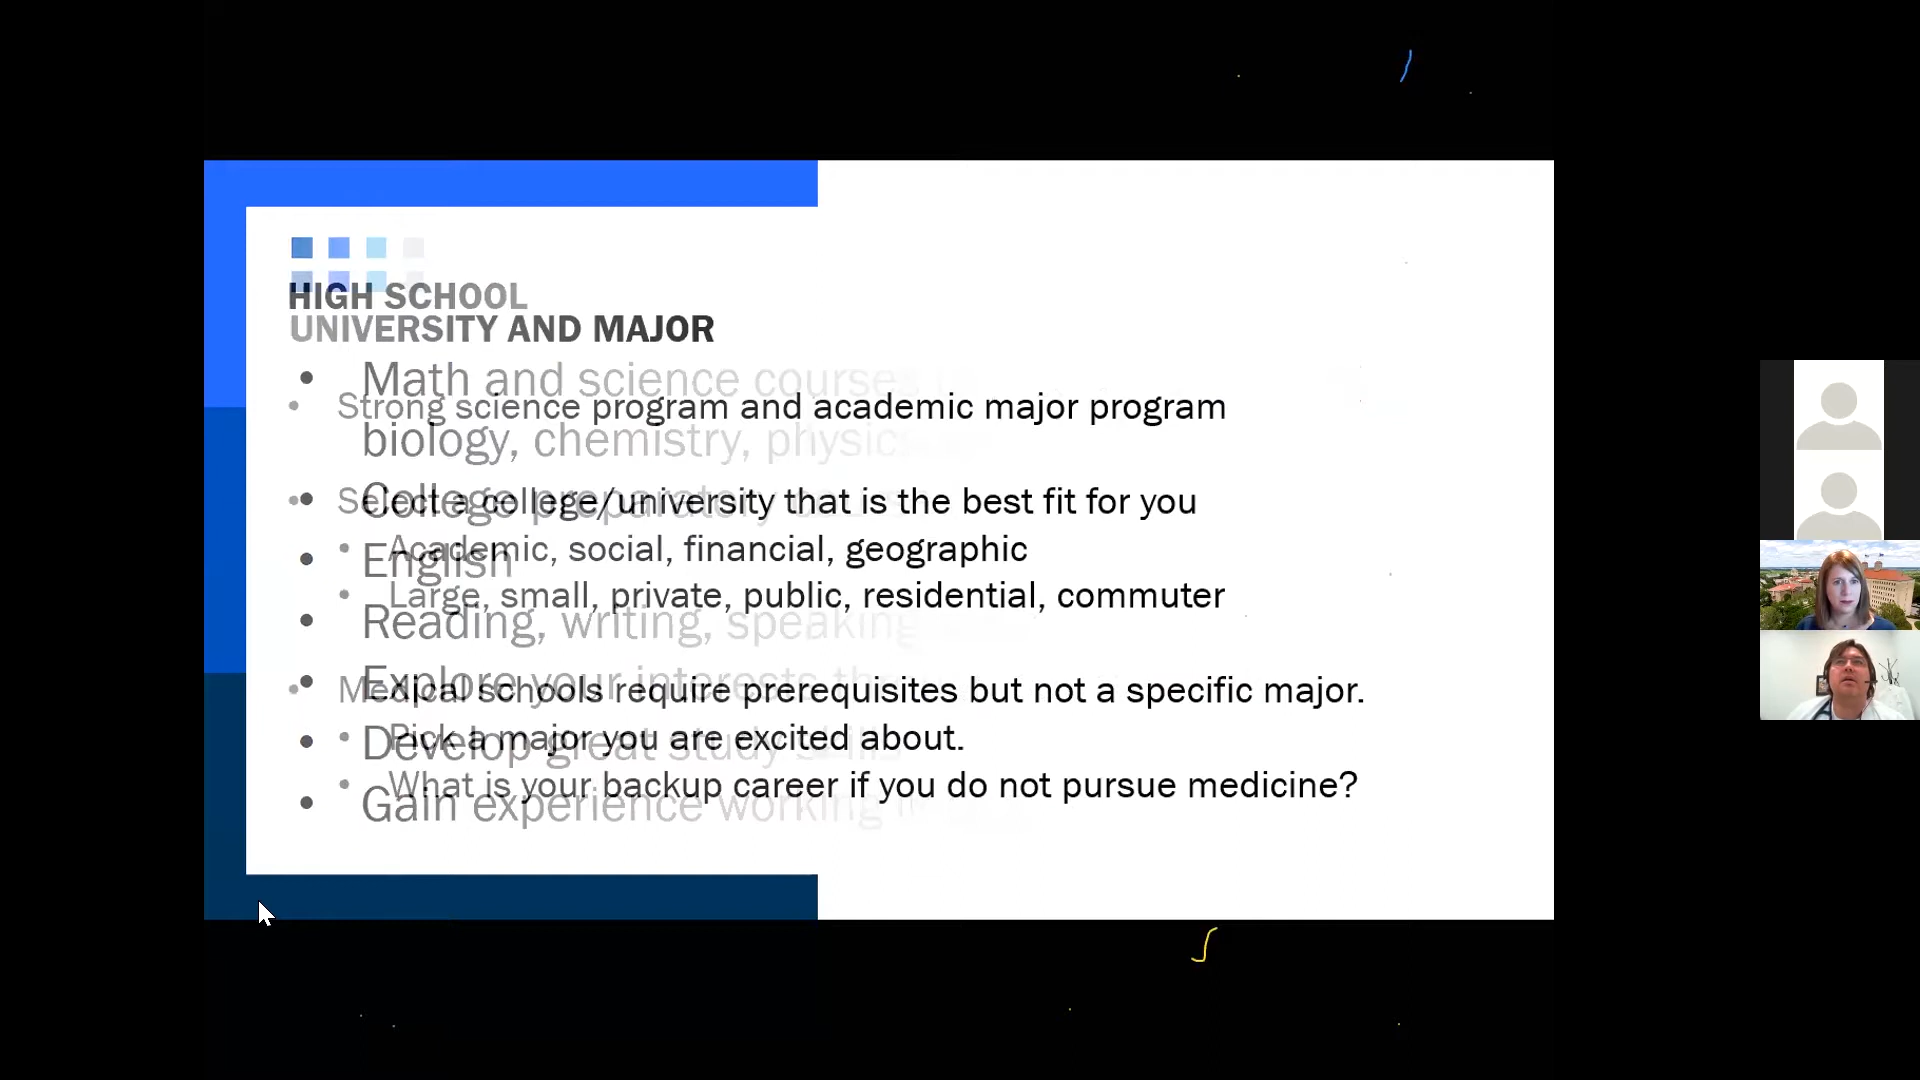 HIGH SCHOOL
UNIVERSITY AND MAJOR
• Math and science courses
• Strong science program and academic major program
biology, chemistry, physics
• College preparatory
• Select a college/university that is the best fit for you
• Academic, social, financial, geographic
• English
• Large, small, private, public, residential, commuter
• Reading, writing, speaking
• Explore your interests
• Medical schools require prerequisites but not a specific major.
• Pick a major you are excited about.
• Develop great study skills
• What is your backup career if you do not pursue medicine?
• Gain experience working